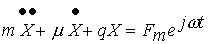 m Ẍ + μ Ẋ + qX = F_m e^{jωt}